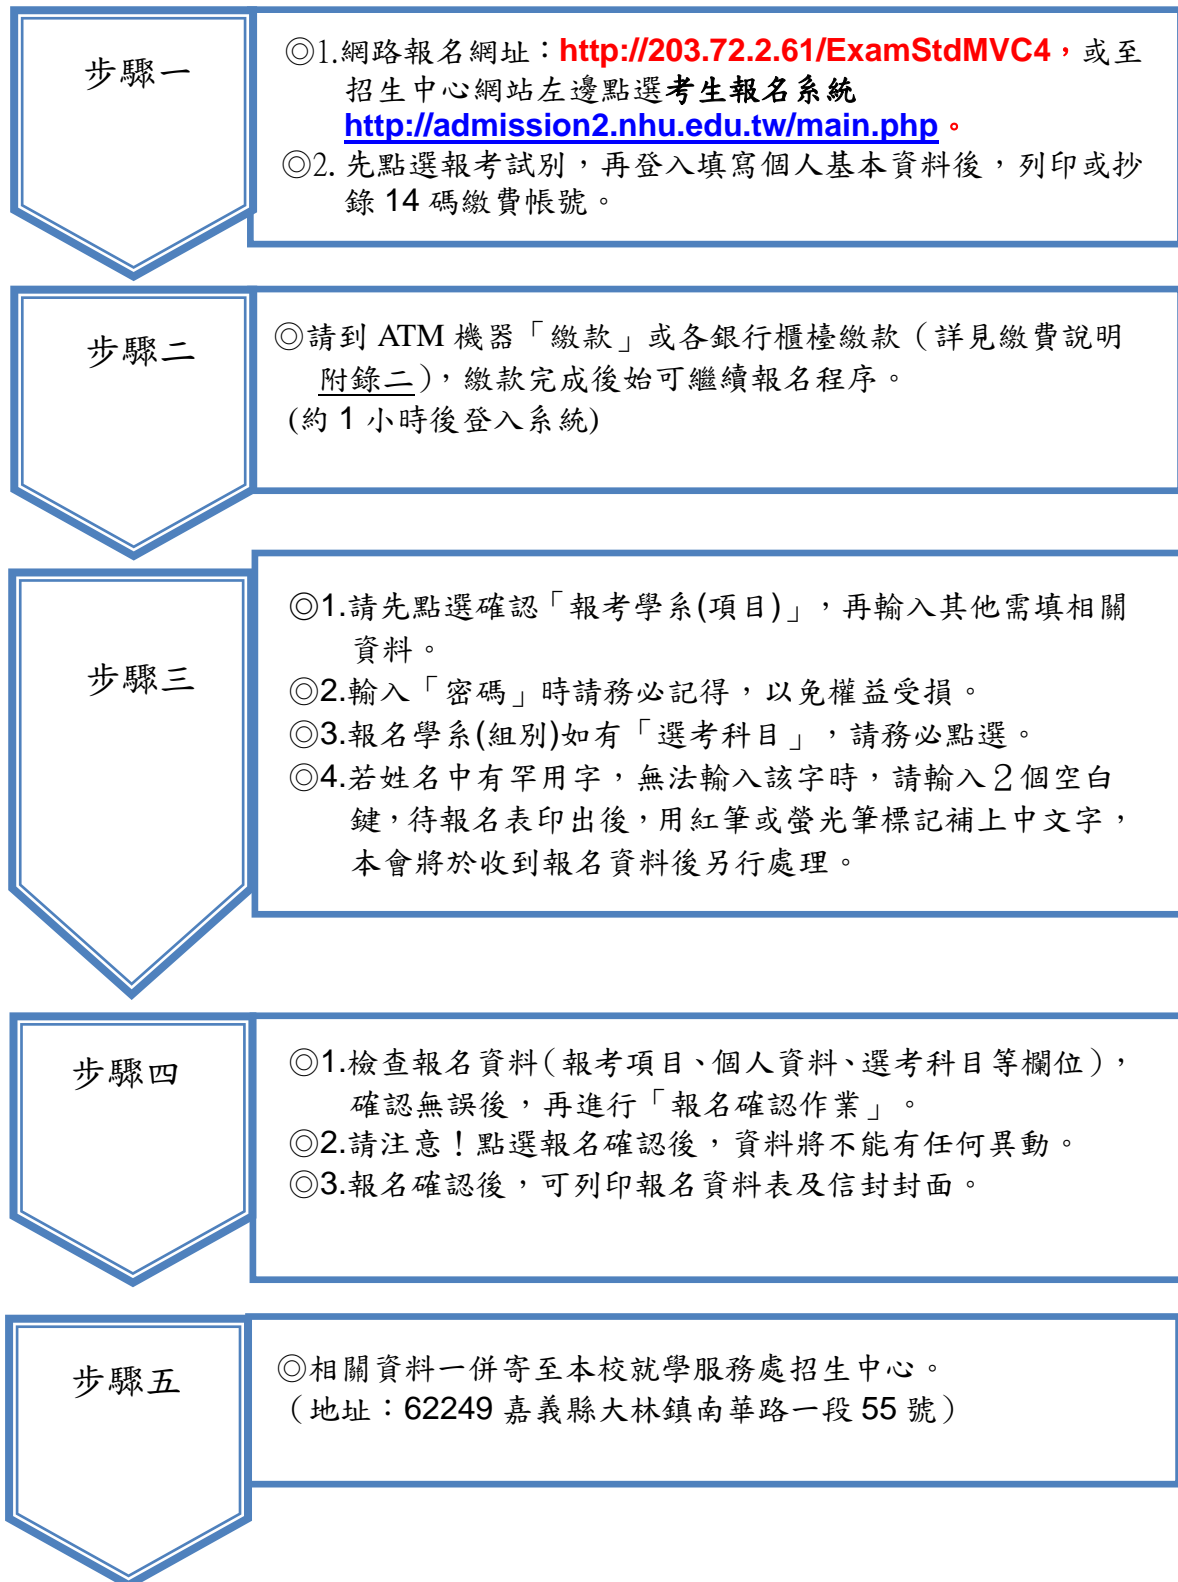 步驟一
◎1.網路報名網址：http://203.72.2.61/ExamStdMVC4，或至
招生中心網站左邊點選考生報名系統
http://admission2.nhu.edu.tw/main.php。
◎2.先點選報考試別，再登入填寫個人基本資料後，列印或抄
錄 14 碼繳費帳號。
步驟二
◎請到 ATM 機器「繳款」或各銀行櫃檯繳款（詳見繳費說明
附錄二），繳款完成後始可繼續報名程序。
(約 1 小時後登入系統)
步驟三
◎1.請先點選確認「報考學系(項目)」，再輸入其他需填相關
資料。
◎2.輸入「密碼」時請務必記得，以免權益受損。
◎3.報名學系(組別)如有「選考科目」，請務必點選。
◎4.若姓名中有罕用字，無法輸入該字時，請輸入２個空白
鍵，待報名表印出後，用紅筆或螢光筆標記補上中文字，
本會將於收到報名資料後另行處理。
步驟四
◎1.檢查報名資料（報考項目、個人資料、選考科目等欄位），
確認無誤後，再進行「報名確認作業」。
◎2.請注意！點選報名確認後，資料將不能有任何異動。
◎3.報名確認後，可列印報名資料表及信封封面。
步驟五
◎相關資料一併寄至本校就學服務處招生中心。
（地址：62249 嘉義縣大林鎮南華路一段 55 號）